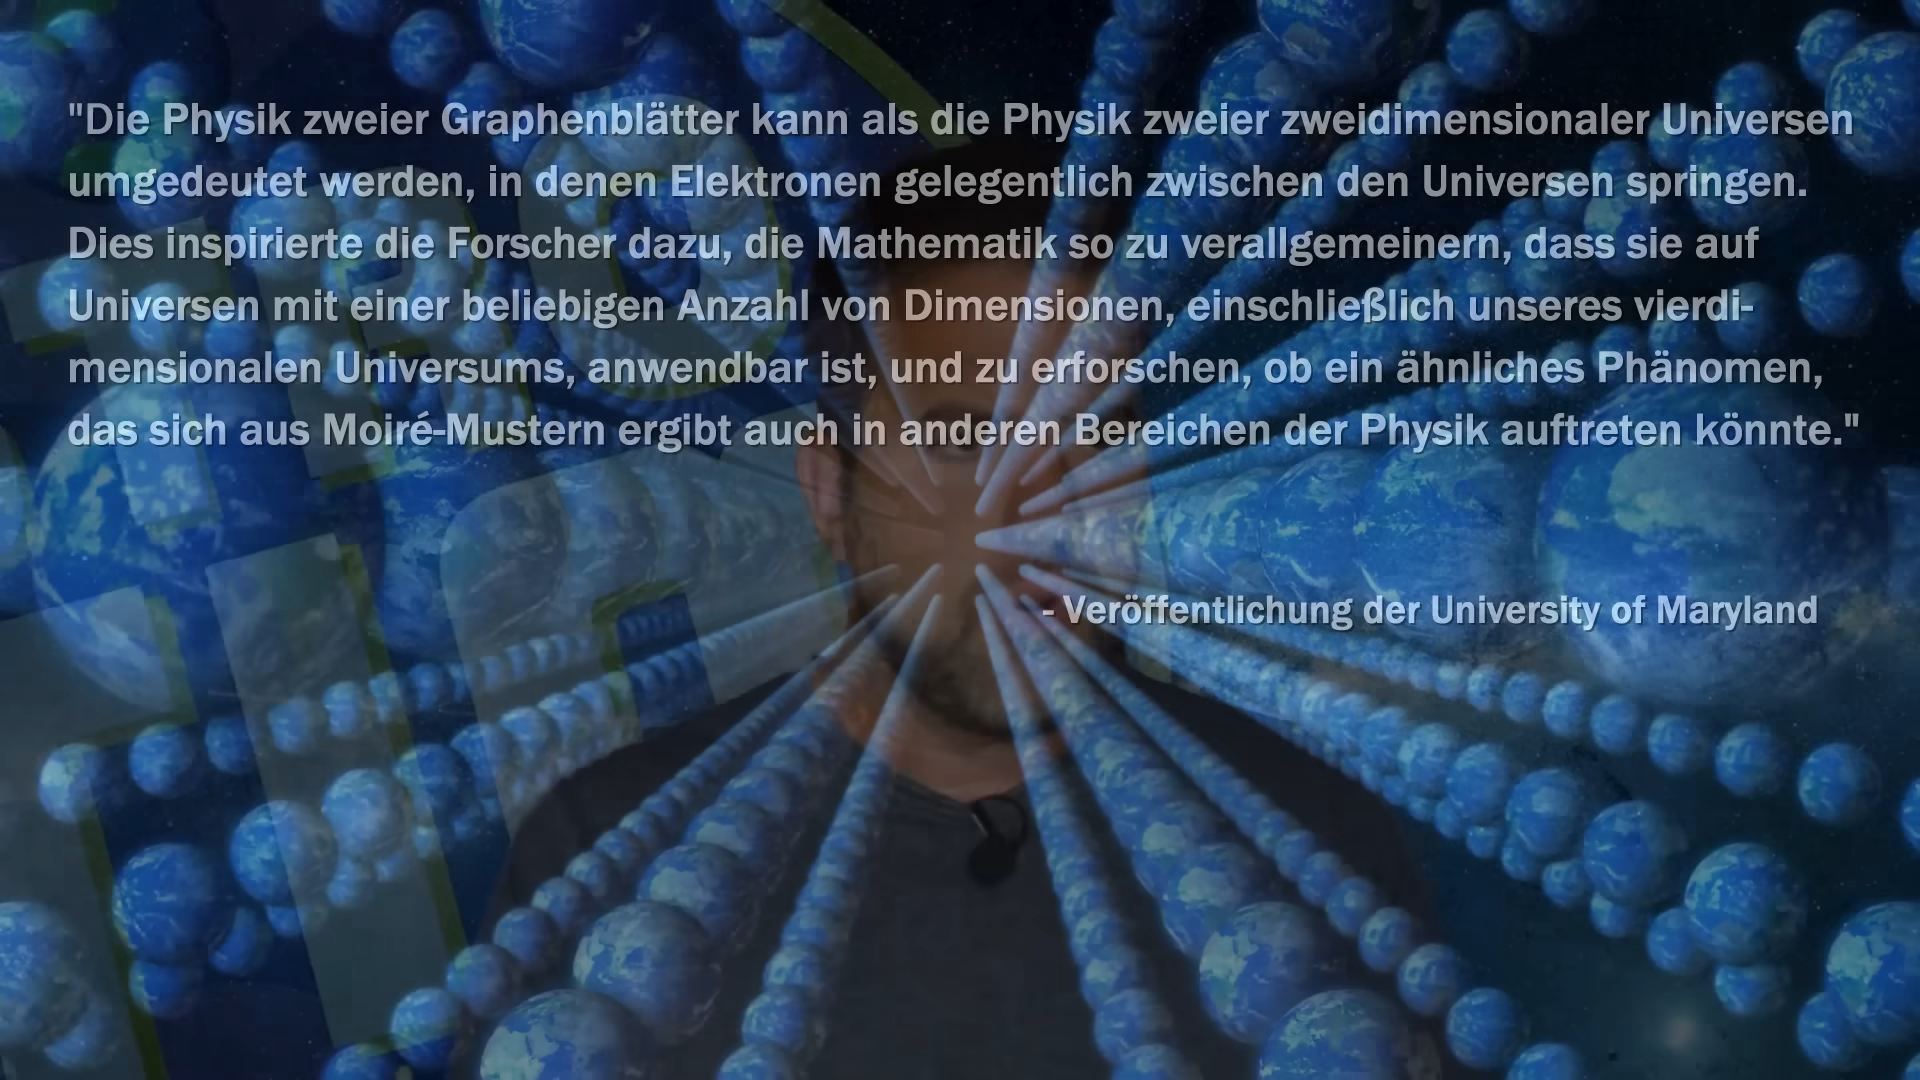 "Die Physik zweier Graphenblätter kann als die Physik zweier zweidimensionaler Universen
umgedeutet werden, in denen Elektronen gelegentlich zwischen den Universen springen.
Dies inspirierte die Forscher dazu, die Mathematik so zu verallgemeinern, dass sie auf
Universen mit einer beliebigen Anzahl von Dimensionen, einschließlich unseres vierdi-
mensionalen Universums, anwendbar ist, und zu erforschen, ob ein ähnliches Phänomen,
das sich aus Moiré-Mustern ergibt auch in anderen Bereichen der Physik auftreten könnte."
- Veröffentlichung der University of Maryland